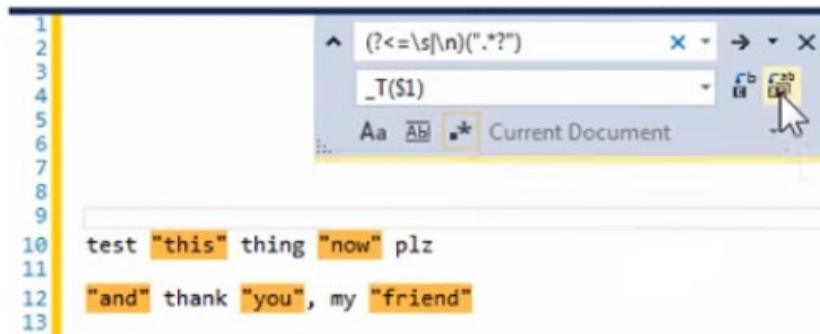 (?<=\s|\n)(".*?")
_T($1)
Aa Ab .* Current Document
1
2
3
4
5
6
7
8
9
10 test "this" thing "now" plz
11
12 "and" thank "you", my "friend"
13